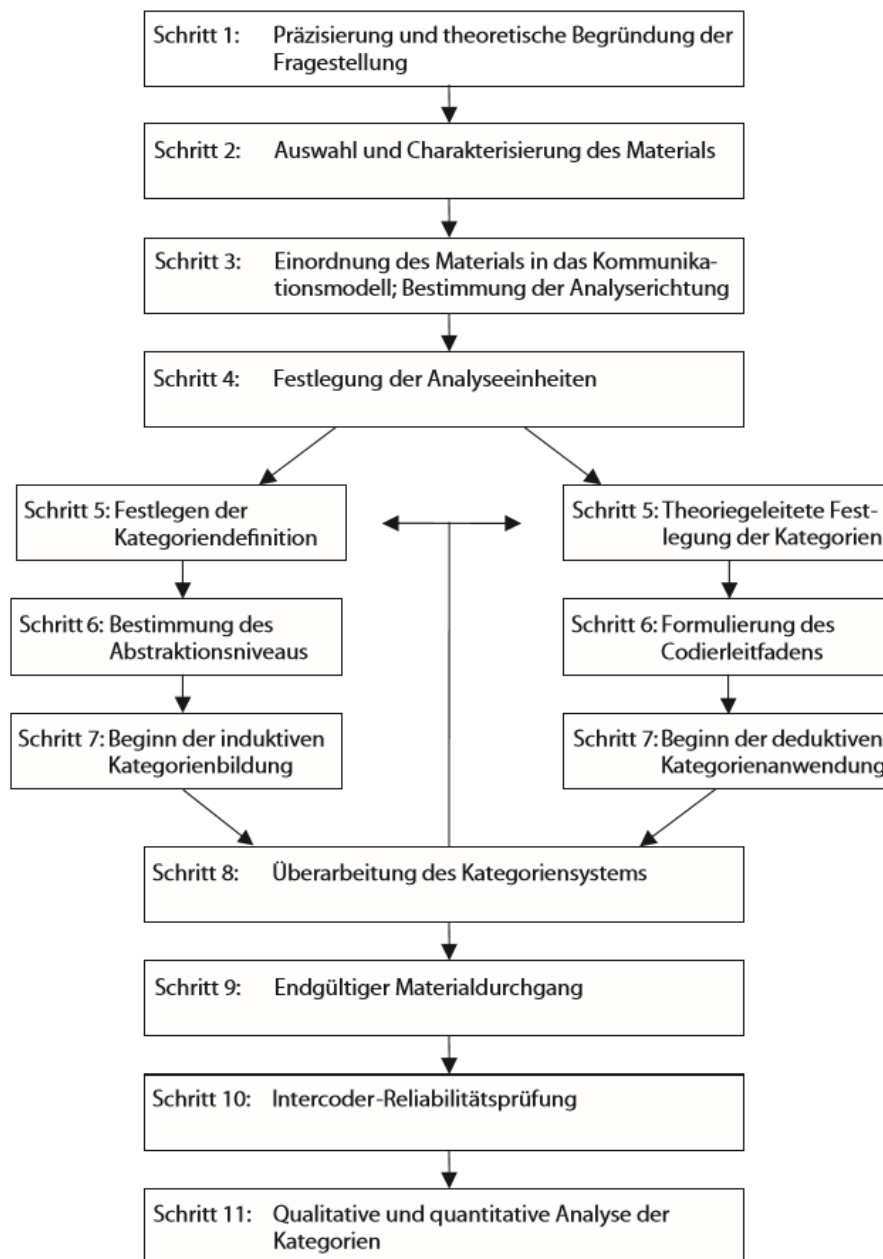 Schritt 1: Präzisierung und theoretische Begründung der
Fragestellung
Schritt 2: Auswahl und Charakterisierung des Materials
Schritt 3: Einordnung des Materials in das Kommunika-
tionsmodell; Bestimmung der Analyserichtung
Schritt 4: Festlegung der Analyseeinheiten
Schritt 5: Festlegen der
Kategoriendefinition
Schritt 6: Bestimmung des
Abstraktionsniveaus
Schritt 7: Beginn der induktiven
Kategorienbildung
Schritt 5: Theoriegeleitete Fest-
legung der Kategorien
Schritt 6: Formulierung des
Codierleitfadens
Schritt 7: Beginn der deduktiven
Kategorienanwendung
Schritt 8: Überarbeitung des Kategoriensystems
Schritt 9: Endgültiger Materialdurchgang
Schritt 10: Intercoder-Reliabilitätsprüfung
Schritt 11: Qualitative und quantitative Analyse der
Kategorien